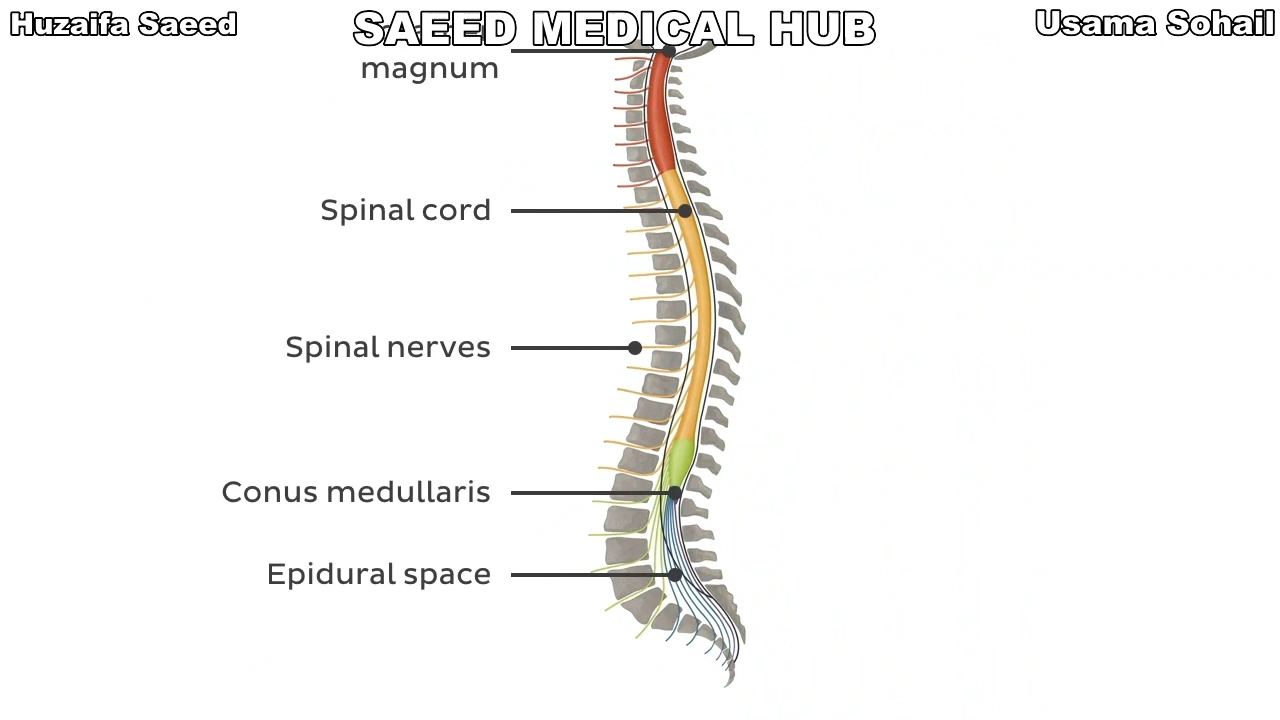 Huzaifa Saeed
SAEED MEDICAL HUB
Usama Sohail
magnum
Spinal cord
Spinal nerves
Conus medullaris
Epidural space